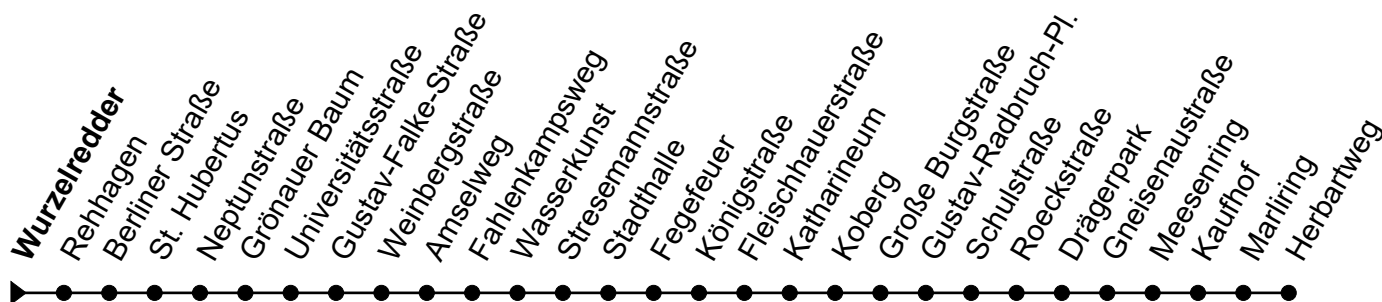 Wurzelredder
Rehhagen
Berliner Straße
St. Hubertus
Neptunstraße
Grönauer Baum
Universitätsstraße
Gustav-Falke-Straße
Weinbergstraße
Amselweg
Fahlenkampsweg
Wasserkunst
Stresemannstraße
Stadthalle
Fegefeuer
Königstraße
Fleischhauerstraße
Katharineum
Koberg
Große Burgstraße
Gustav-Radbruch-Pl.
Schulstraße
Roeckstraße
Drägerpark
Gneisenaustraße
Meesenring
Kaufhof
Marliring
Herbartweg